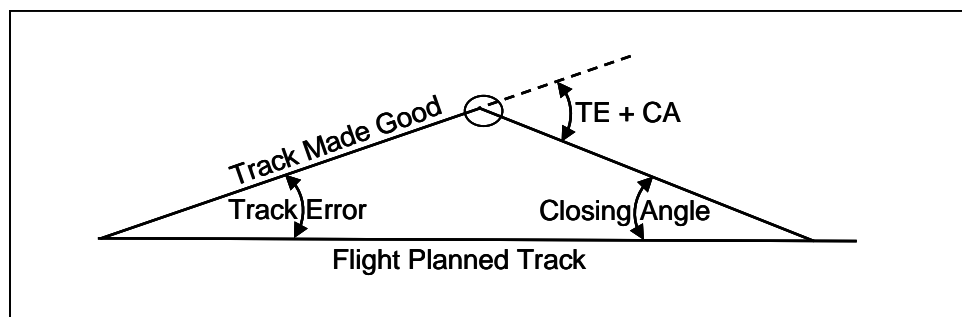 Track Made Good
TE + CA
Track Error
Closing Angle
Flight Planned Track